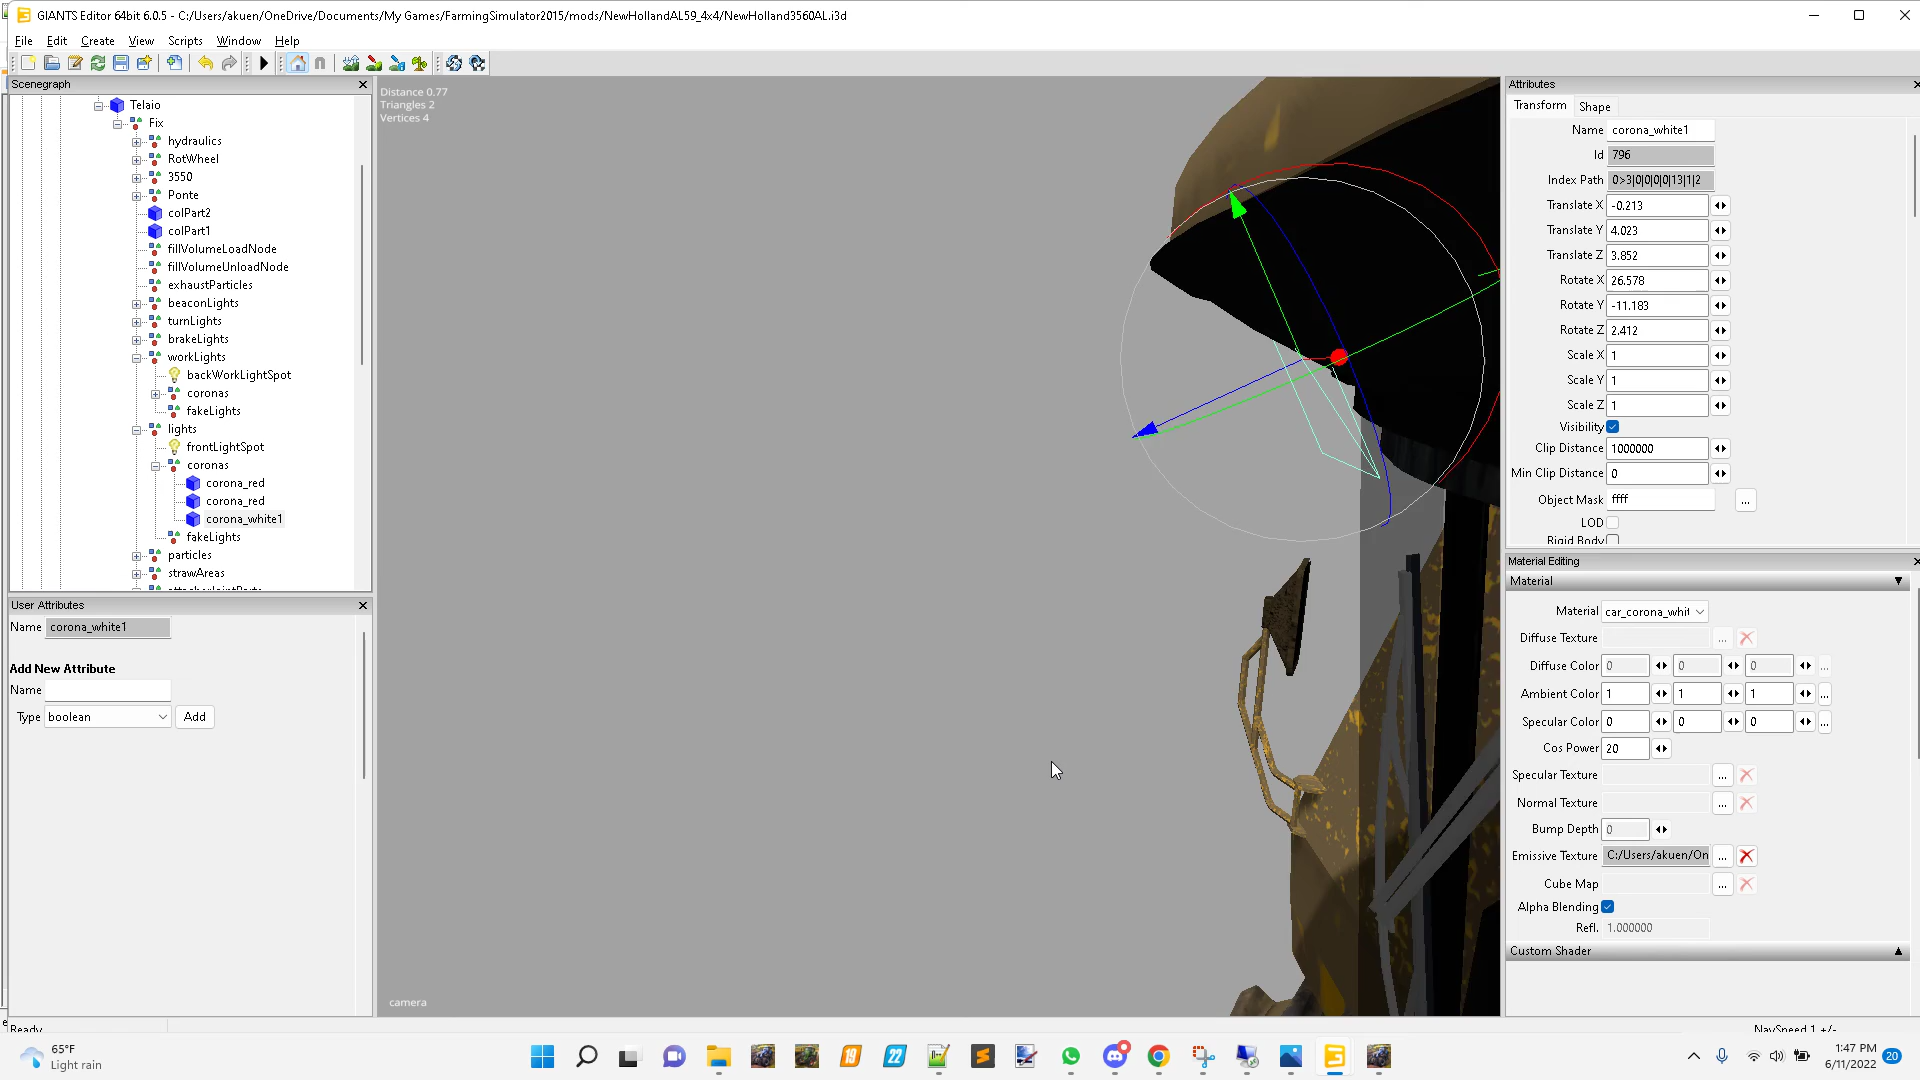 GIANTS Editor 64bit 6.0.5 - C:/Users/akuen/OneDrive/Documents/My Games/FarmingSimulator2015/mods/NewHollandAL59_4x4/NewHolland3560AL.i3d
File Edit Create View Scripts Window Help
Scenegraph
Telaio
Fix
hydraulics
RotWheel
3550
Ponte
colPart2
colPart1
fillVolumeLoadNode
fillVolumeUnloadNode
exhaustParticles
beaconLights
turnLights
brakeLights
workLights
backWorkLightSpot
coronas
fakeLights
lights
frontLightSpot
coronas
corona_red
corona_red
corona_white1
fakeLights
particles
strawAreas
User Attributes
Name corona_white1
Add New Attribute
Name
Type boolean Add
Distance 0.77
Triangles 2
Vertices 4
camera
Attributes
Transform Shape
Name corona_white1
Id 796
Index Path 0>3|0|0|0|0|13|1|2
Translate X -0.213
Translate Y 4.023
Translate Z 3.852
Rotate X 26.578
Rotate Y -11.183
Rotate Z 2.412
Scale X 1
Scale Y 1
Scale Z 1
Visibility
Clip Distance 1000000
Min Clip Distance 0
Object Mask ffff ...
LOD
Rigid Body
Material Editing
Material
Material car_corona_whit
Diffuse Texture ...
Diffuse Color 0 0 0 ...
Ambient Color 1 1 1 ...
Specular Color 0 0 0 ...
Cos Power 20
Specular Texture ...
Normal Texture ...
Bump Depth 0
Emissive Texture C:/Users/akuen/On ...
Cube Map ...
Alpha Blending
Refl. 1.000000
Custom Shader
Ready
NavSpeed 1 +/-
65°F
Light rain
19
22
1:47 PM
6/11/2022
20